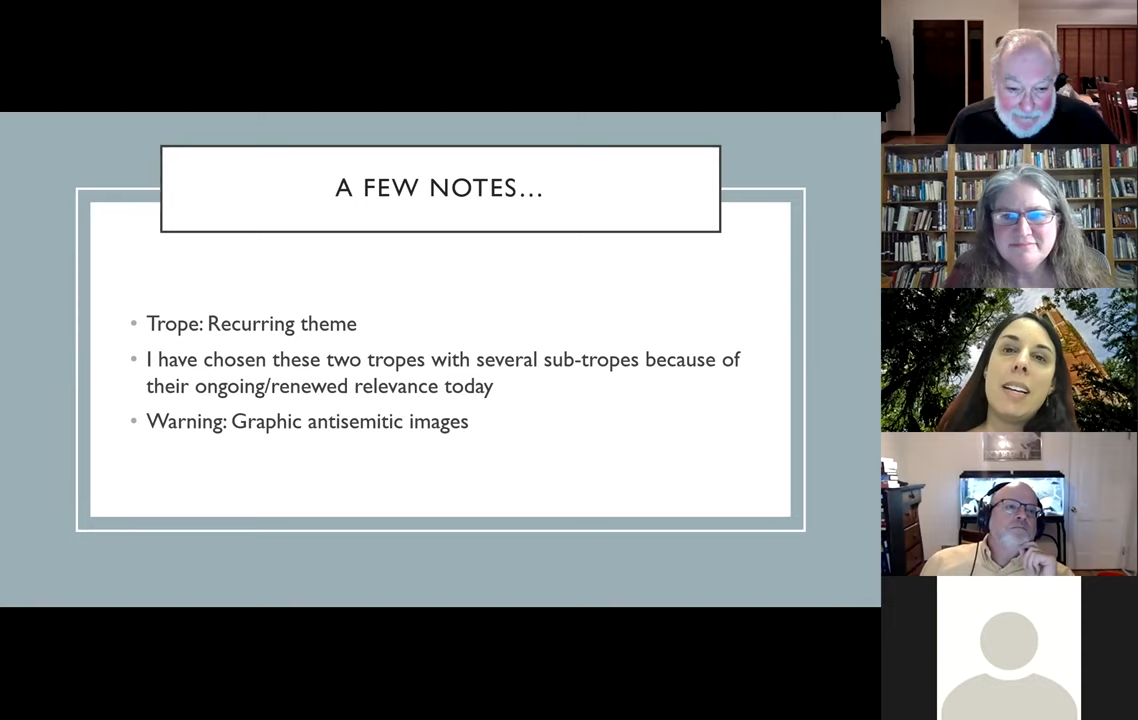 A FEW NOTES...
• Trope: Recurring theme
• I have chosen these two tropes with several sub-tropes because of
their ongoing/renewed relevance today
• Warning: Graphic antisemitic images